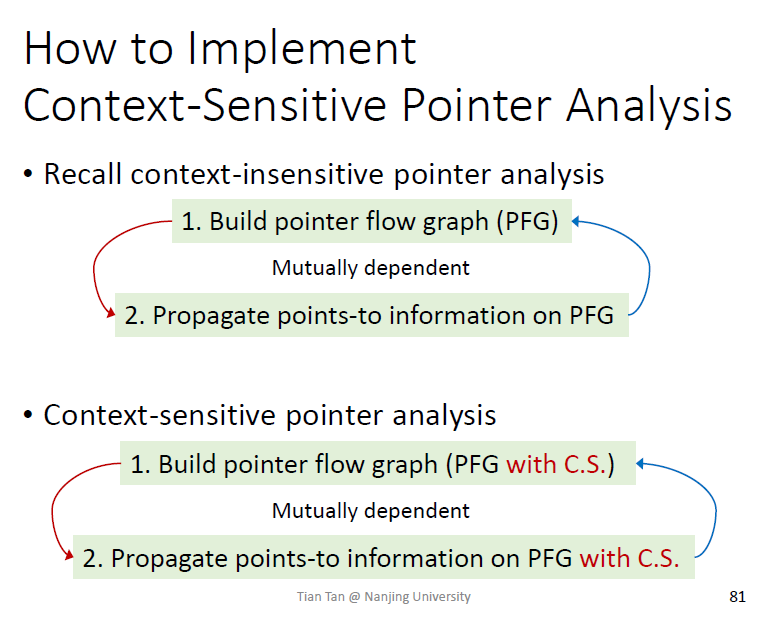 How to Implement
Context-Sensitive Pointer Analysis
• Recall context-insensitive pointer analysis
1. Build pointer flow graph (PFG)
Mutually dependent
2. Propagate points-to information on PFG
• Context-sensitive pointer analysis
1. Build pointer flow graph (PFG with C.S.)
Mutually dependent
2. Propagate points-to information on PFG with C.S.
Tian Tan @ Nanjing University
81